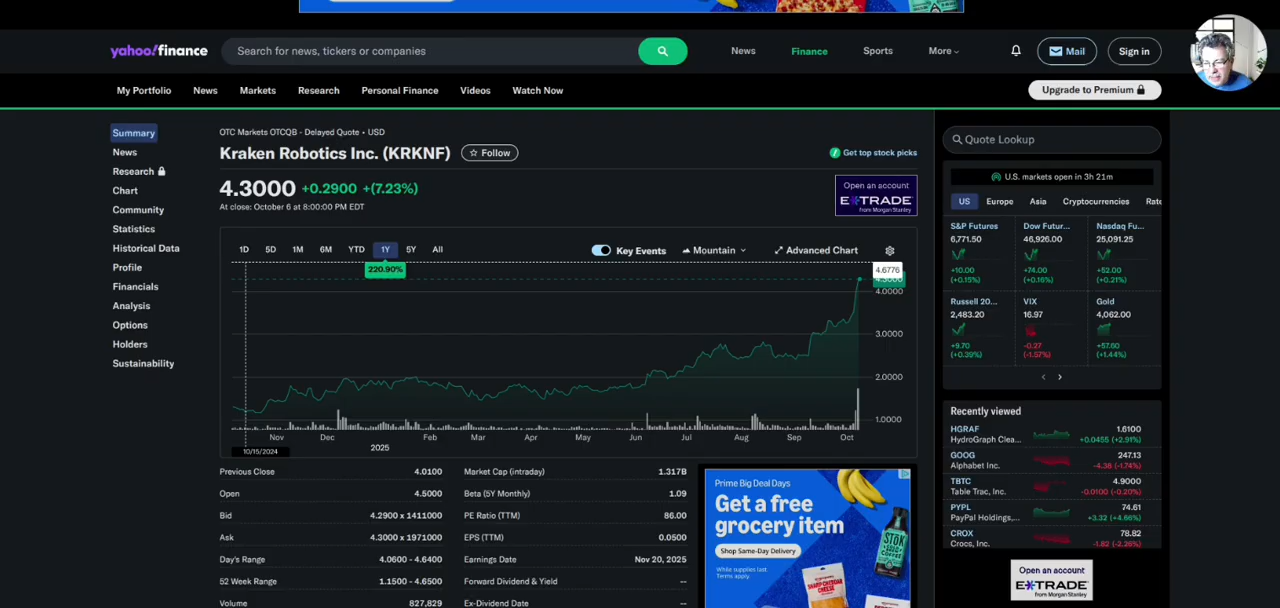 yahoo!finance
Search for news, tickers or companies
News
Finance
Sports
More
Mail
Sign in
My Portfolio
News
Markets
Research
Personal Finance
Videos
Watch Now
Upgrade to Premium
Summary
News
Research
Chart
Community
Statistics
Historical Data
Profile
Financials
Analysis
Options
Holders
Sustainability
OTC Markets OTCQB - Delayed Quote • USD
Kraken Robotics Inc. (KRKNF)
Follow
Get top stock picks
4.3000 +0.2900 +(7.23%)
At close: October 6 at 8:00:00 PM EDT
Open an account
E*TRADE
from Morgan Stanley
1D 5D 1M 6M YTD 1Y 5Y All
220.90%
Key Events
Mountain
Advanced Chart
4.6776
4.0000
3.0000
2.0000
1.0000
Nov Dec Feb Mar Apr May Jun Jul Aug Sep Oct
10/15/2024
2025
Previous Close 4.0100
Open 4.5000
Bid 4.2900 x 1411000
Ask 4.3000 x 1971000
Day's Range 4.0600 - 4.6400
52 Week Range 1.1500 - 4.6500
Volume 827,829
Market Cap (intraday) 1.317B
Beta (5Y Monthly) 1.09
PE Ratio (TTM) 86.00
EPS (TTM) 0.0500
Earnings Date Nov 20, 2025
Forward Dividend & Yield --
Ex-Dividend Date --
Prime Big Deal Days
Get a free
grocery item
Shop Same-Day Delivery
While supplies last.
Terms apply.
STOK
SHARP CHEDDAR
CHEESE
Quote Lookup
U.S. markets open in 3h 21m
US Europe Asia Cryptocurrencies Rate
S&P Futures
6,771.50
+10.00
(+0.15%)
Dow Futur...
46,926.00
+74.00
(+0.16%)
Nasdaq Fu...
25,091.25
+52.00
(+0.21%)
Russell 20...
2,483.20
+9.70
(+0.39%)
VIX
16.97
-0.27
(-1.57%)
Gold
4,062.00
+57.60
(+1.44%)
Recently viewed
HGRAF 1.6100
HydroGraph Clea... +0.0455 (+2.91%)
GOOG 247.13
Alphabet Inc. -4.38 (-1.74%)
TBTC 4.9000
Table Trac, Inc. -0.0100 (-0.20%)
PYPL 74.61
PayPal Holdings,... +3.32 (+4.66%)
CROX 78.82
Crocs, Inc. -1.82 (-2.26%)
Open an account
E*TRADE
from Morgan Stanley